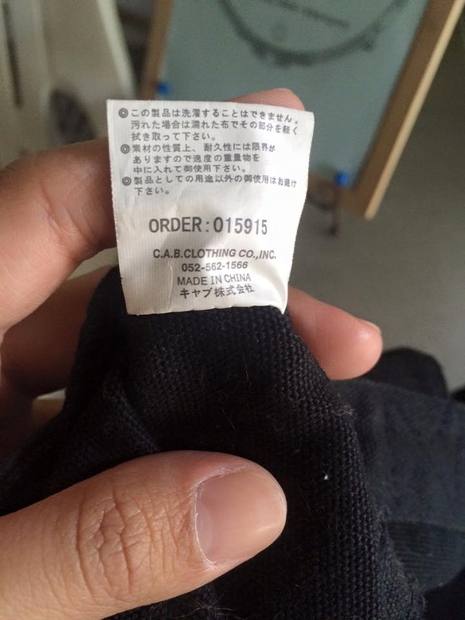 ◎この製品は洗濯することはできません。
汚れた場合は濡れた布でその部分を軽く
拭き取って下さい。
◎素材の性質上、耐久性には限界が
ありますので過度の重量物を
中に入れて御使用下さい。
◎製品としての用途以外の御使用はお避け
下さい。
ORDER:015915
C.A.B.CLOTHING CO.,INC.
052-562-1566
MADE IN CHINA
キャブ株式会社